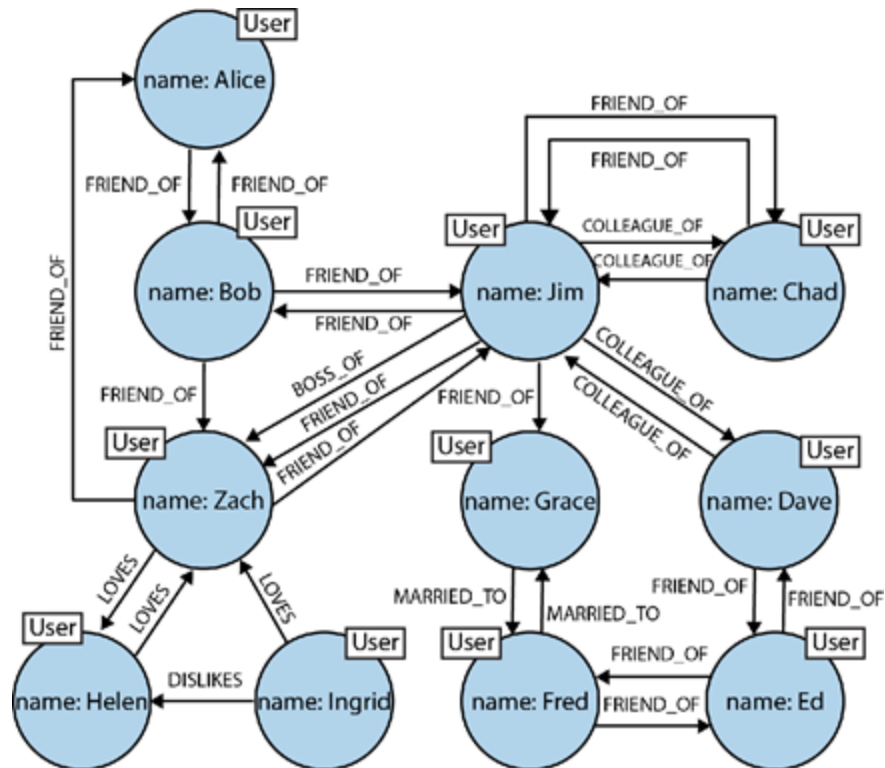 User
name: Alice
FRIEND_OF
FRIEND_OF
FRIEND_OF
FRIEND_OF
FRIEND_OF
User
name: Bob
User
name: Jim
User
name: Chad
COLLEAGUE_OF
COLLEAGUE_OF
FRIEND_OF
FRIEND_OF
FRIEND_OF
BOSS_OF
FRIEND_OF
FRIEND_OF
FRIEND_OF
COLLEAGUE_OF
COLLEAGUE_OF
User
name: Zach
User
name: Grace
User
name: Dave
LOVES
LOVES
LOVES
MARRIED_TO
MARRIED_TO
FRIEND_OF
FRIEND_OF
User
name: Helen
DISLIKES
User
name: Ingrid
User
name: Fred
FRIEND_OF
FRIEND_OF
User
name: Ed